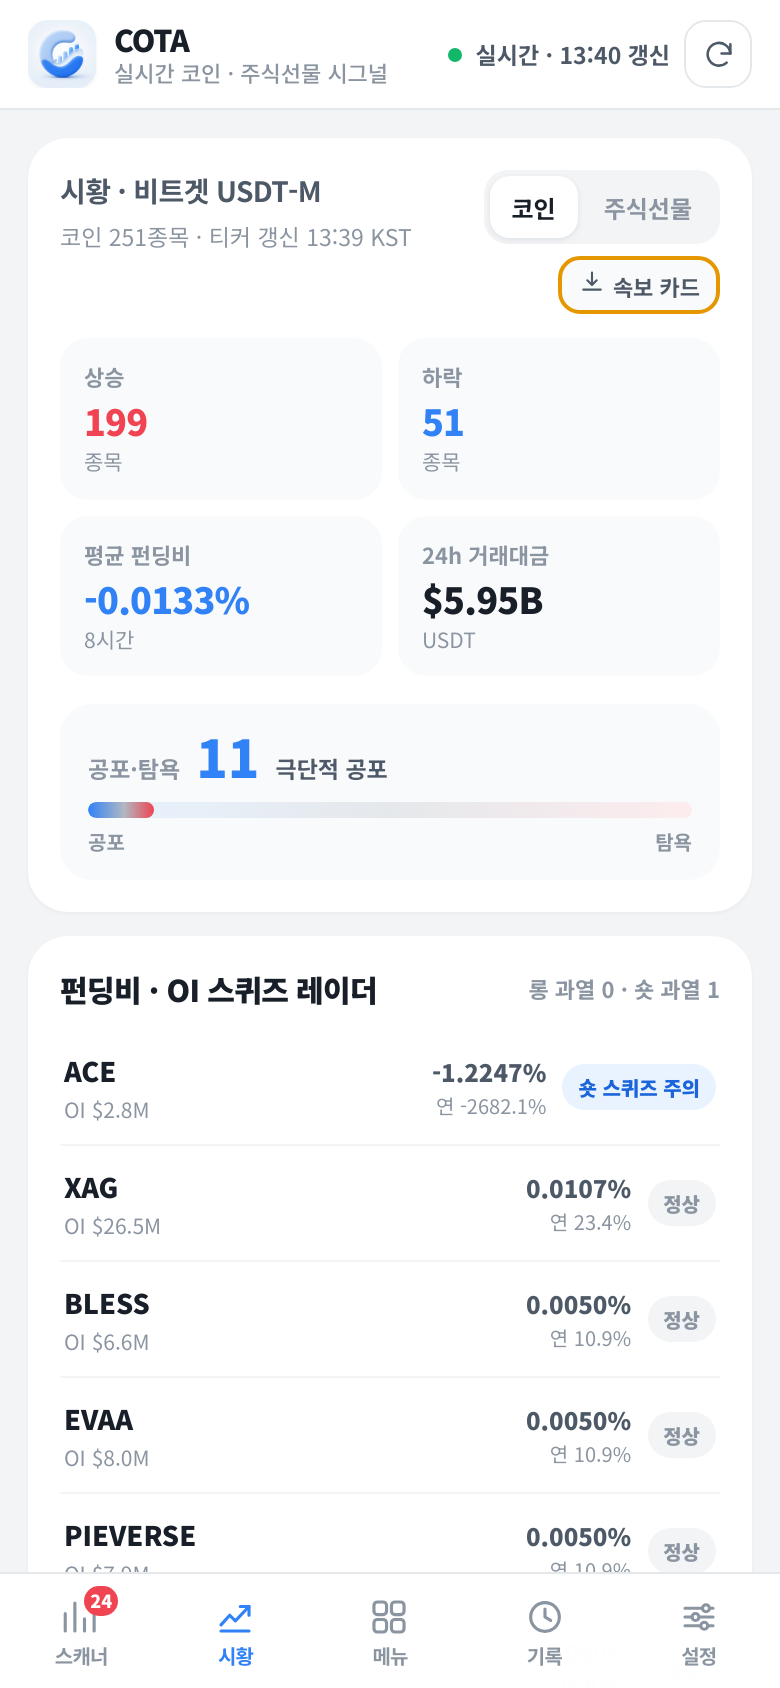 COTA
실시간 코인 · 주식선물 시그널
실시간 · 13:40 갱신
시황 · 비트겟 USDT-M
코인 251종목 · 티커 갱신 13:39 KST
코인
주식선물
속보 카드
상승
199
종목
하락
51
종목
평균 펀딩비
-0.0133%
8시간
24h 거래대금
$5.95B
USDT
공포·탐욕 11 극단적 공포
공포
탐욕
펀딩비 · OI 스퀴즈 레이더
롱 과열 0 · 숏 과열 1
ACE
OI $2.8M
-1.2247%
연 -2682.1%
숏 스퀴즈 주의
XAG
OI $26.5M
0.0107%
연 23.4%
정상
BLESS
OI $6.6M
0.0050%
연 10.9%
정상
EVAA
OI $8.0M
0.0050%
연 10.9%
정상
PIEVERSE
OI $7.9M
0.0050%
연 10.9%
정상
24
스캐너
시황
메뉴
기록
설정